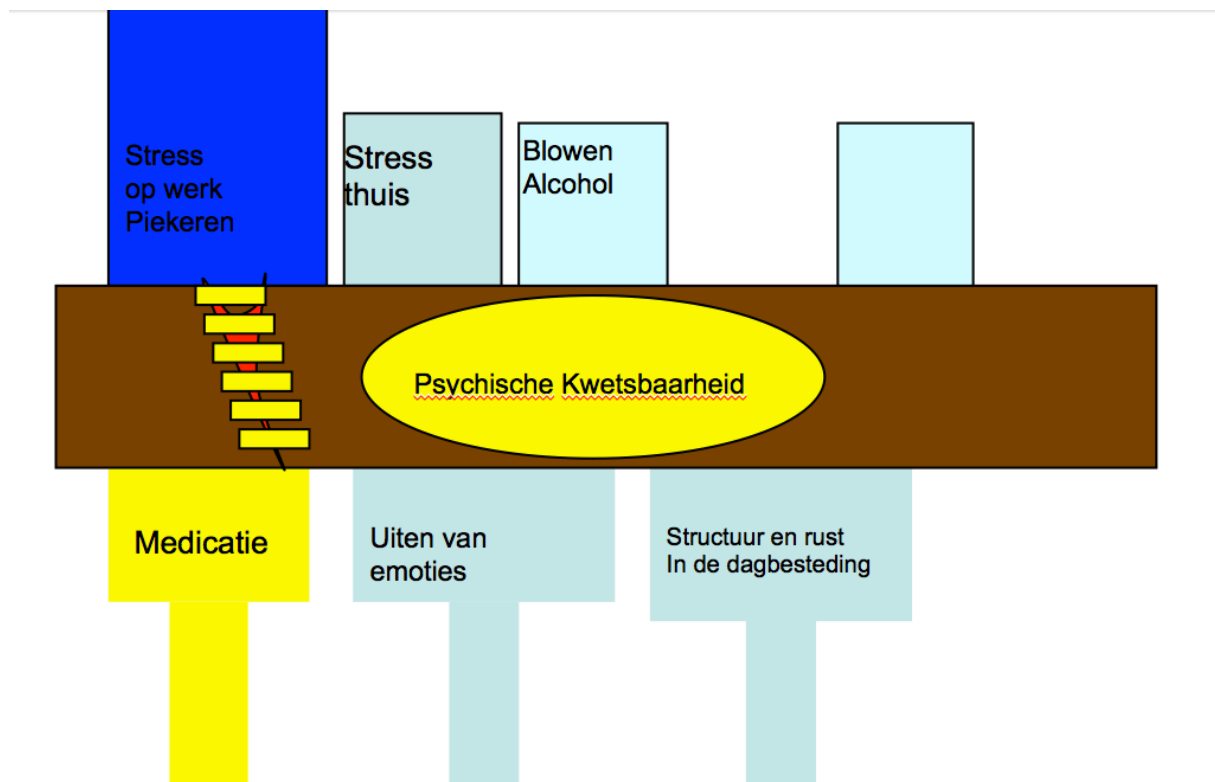 Stress
op werk
Piekeren
Stress
thuis
Blowen
Alcohol
Psychische Kwetsbaarheid
Medicatie
Uiten van
emoties
Structuur en rust
In de dagbesteding